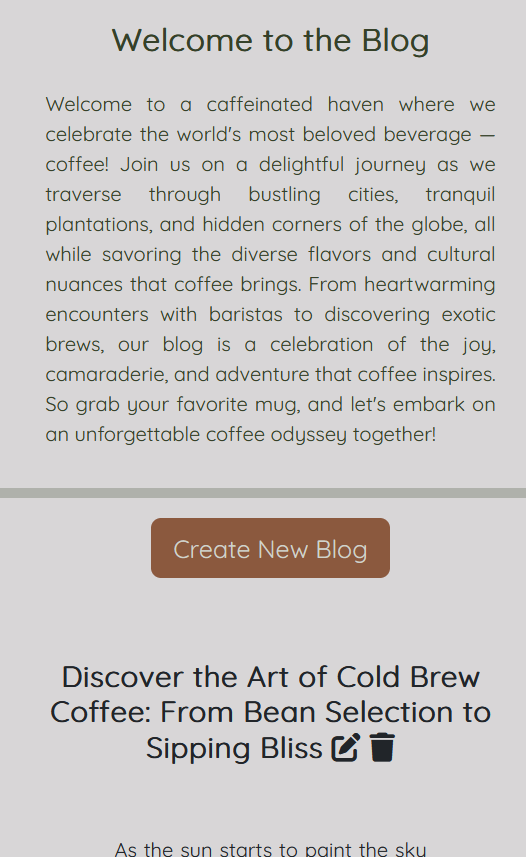 Welcome to the Blog
Welcome to a caffeinated haven where we
celebrate the world's most beloved beverage —
coffee! Join us on a delightful journey as we
traverse through bustling cities, tranquil
plantations, and hidden corners of the globe, all
while savoring the diverse flavors and cultural
nuances that coffee brings. From heartwarming
encounters with baristas to discovering exotic
brews, our blog is a celebration of the joy,
camaraderie, and adventure that coffee inspires.
So grab your favorite mug, and let's embark on
an unforgettable coffee odyssey together!
Create New Blog
Discover the Art of Cold Brew
Coffee: From Bean Selection to
Sipping Bliss
As the sun starts to paint the sky